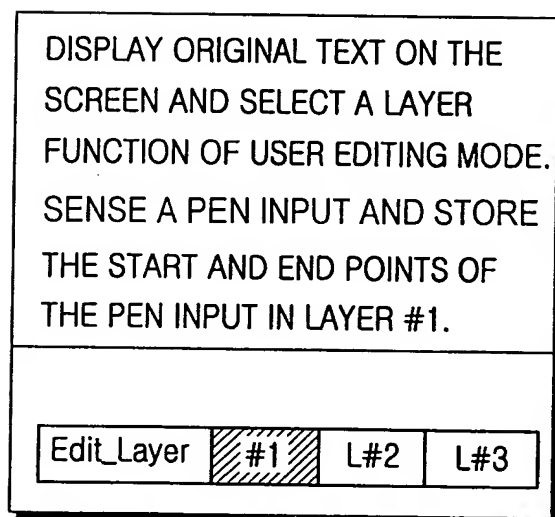 DISPLAY ORIGINAL TEXT ON THE
SCREEN AND SELECT A LAYER
FUNCTION OF USER EDITING MODE.
SENSE A PEN INPUT AND STORE
THE START AND END POINTS OF
THE PEN INPUT IN LAYER #1.
Edit_Layer #1 L#2 L#3